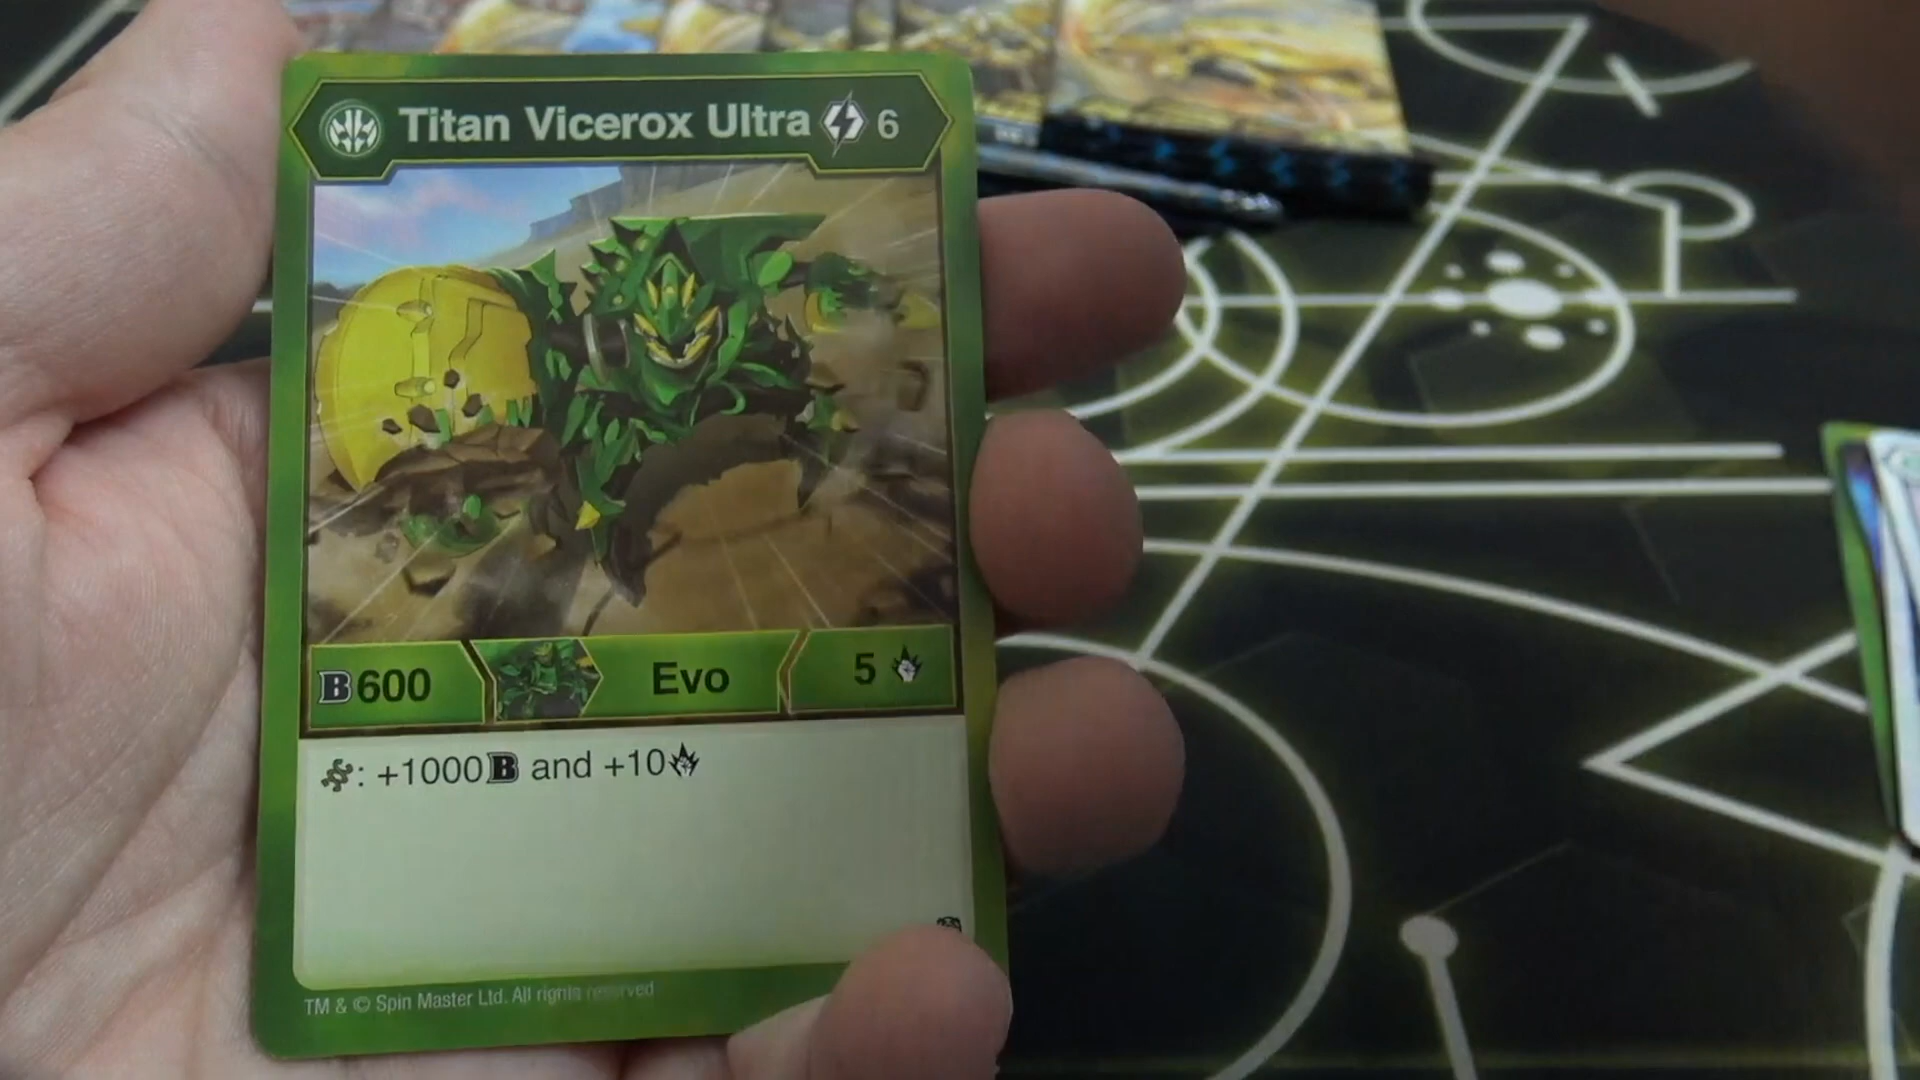 Titan Vicerox Ultra 6
B600 Evo 5
: +1000B and +10
TM & © Spin Master Ltd. All rights reserved